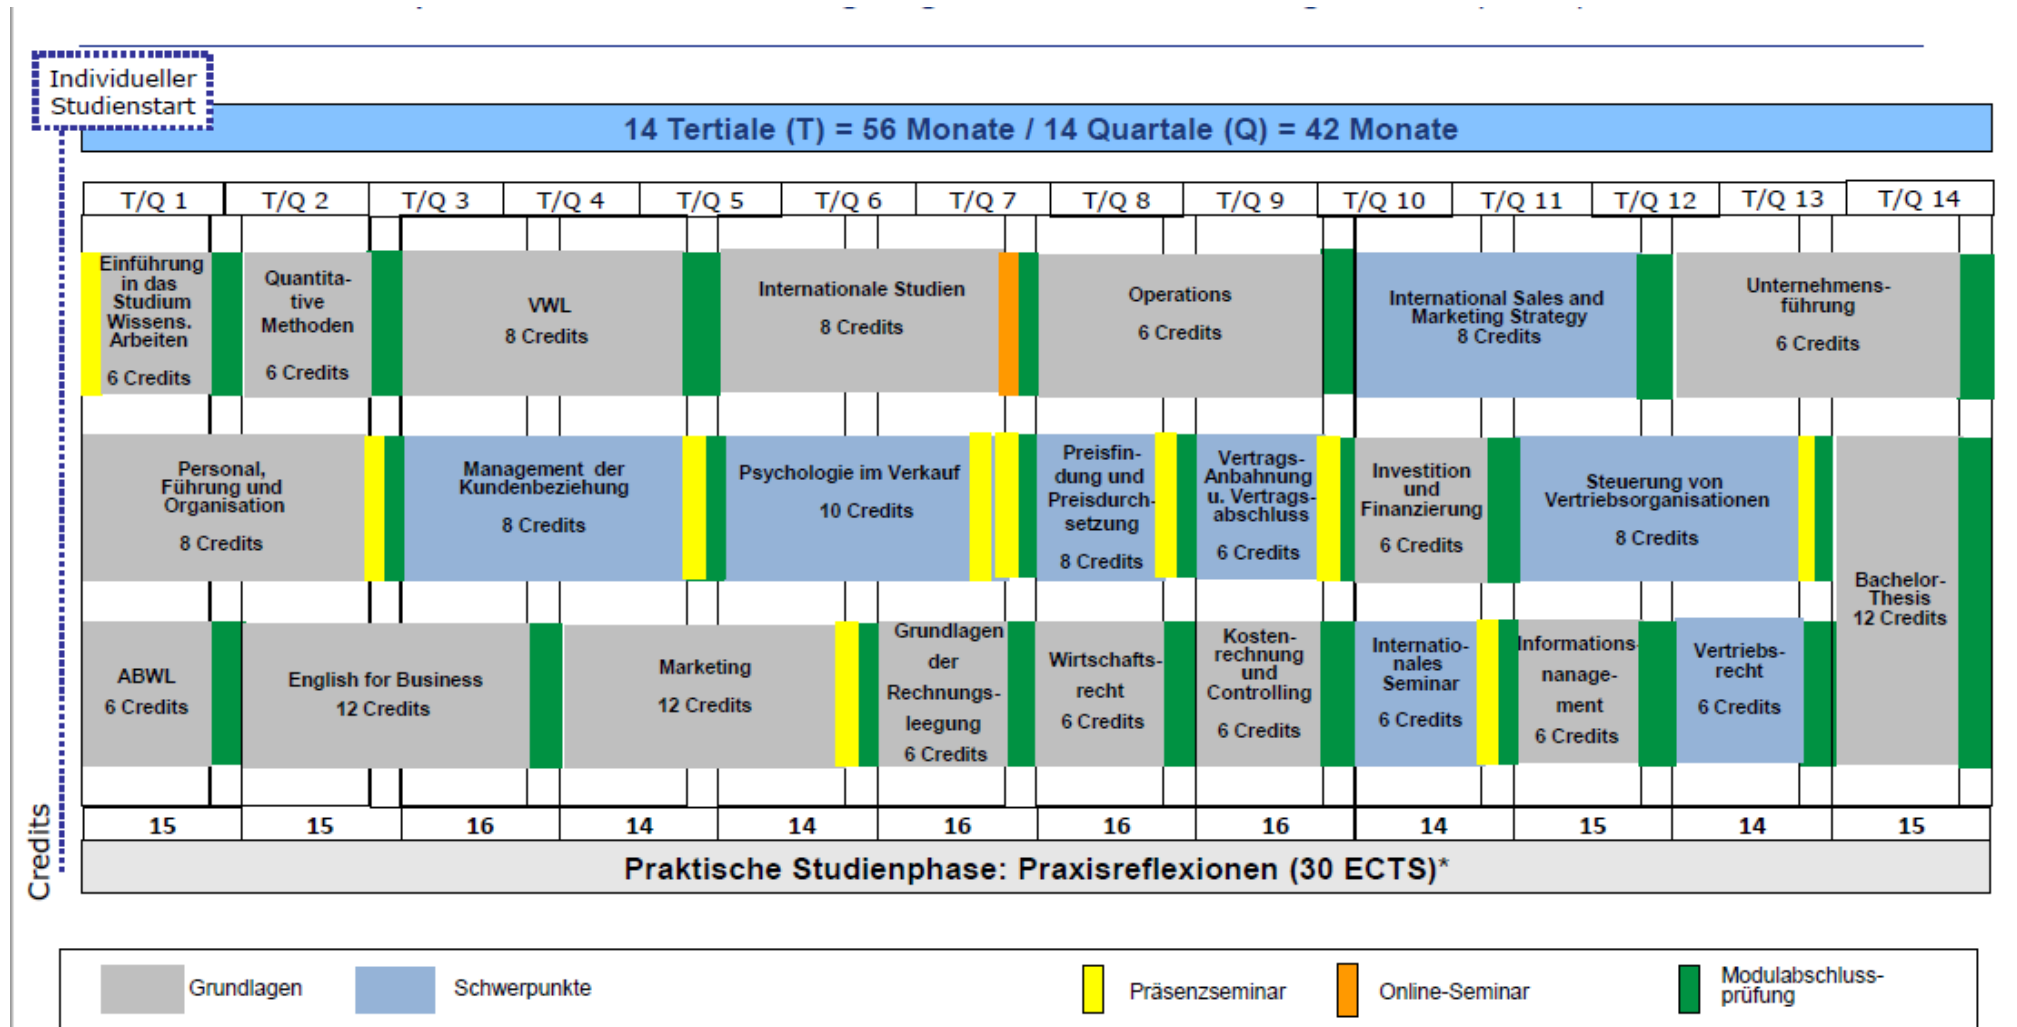 Individueller
Studienstart
14 Tertiale (T) = 56 Monate / 14 Quartale (Q) = 42 Monate
T/Q 1 T/Q 2 T/Q 3 T/Q 4 T/Q 5 T/Q 6 T/Q 7 T/Q 8 T/Q 9 T/Q 10 T/Q 11 T/Q 12 T/Q 13 T/Q 14
Einführung
in das
Studium
Wissens.
Arbeiten
6 Credits
Quantita-
tive
Methoden
6 Credits
VWL
8 Credits
Internationale Studien
8 Credits
Operations
6 Credits
International Sales and
Marketing Strategy
8 Credits
Unternehmens-
führung
6 Credits
Personal,
Führung und
Organisation
8 Credits
Management der
Kundenbeziehung
8 Credits
Psychologie im Verkauf
10 Credits
Preisfin-
dung und
Preisdurch-
setzung
8 Credits
Vertrags-
Anbahnung
u. Vertrags-
abschluss
6 Credits
Investition
und
Finanzierung
6 Credits
Steuerung von
Vertriebsorganisationen
8 Credits
Bachelor-
Thesis
12 Credits
ABWL
6 Credits
English for Business
12 Credits
Marketing
12 Credits
Grundlagen
der
Rechnungs-
leegung
6 Credits
Wirtschafts-
recht
6 Credits
Kosten-
rechnung
und
Controlling
6 Credits
Internatio-
nales
Seminar
6 Credits
Informations-
nanage-
ment
6 Credits
Vertriebs-
recht
6 Credits
Credits
15 15 16 14 14 16 16 16 14 15 14 15
Praktische Studienphase: Praxisreflexionen (30 ECTS)*
Grundlagen
Schwerpunkte
Präsenzseminar
Online-Seminar
Modulabschluss-
prüfung